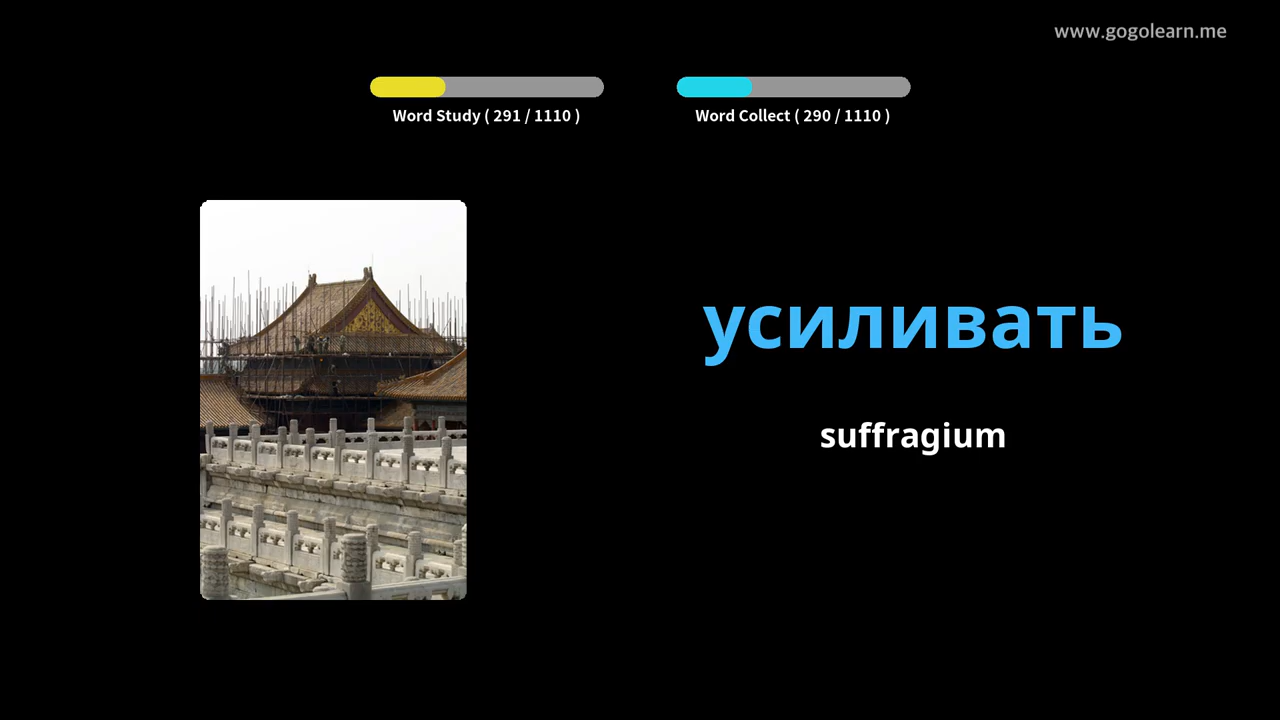 www.gogolearn.me
Word Study ( 291 / 1110 )
Word Collect ( 290 / 1110 )
усиливать
suffragium